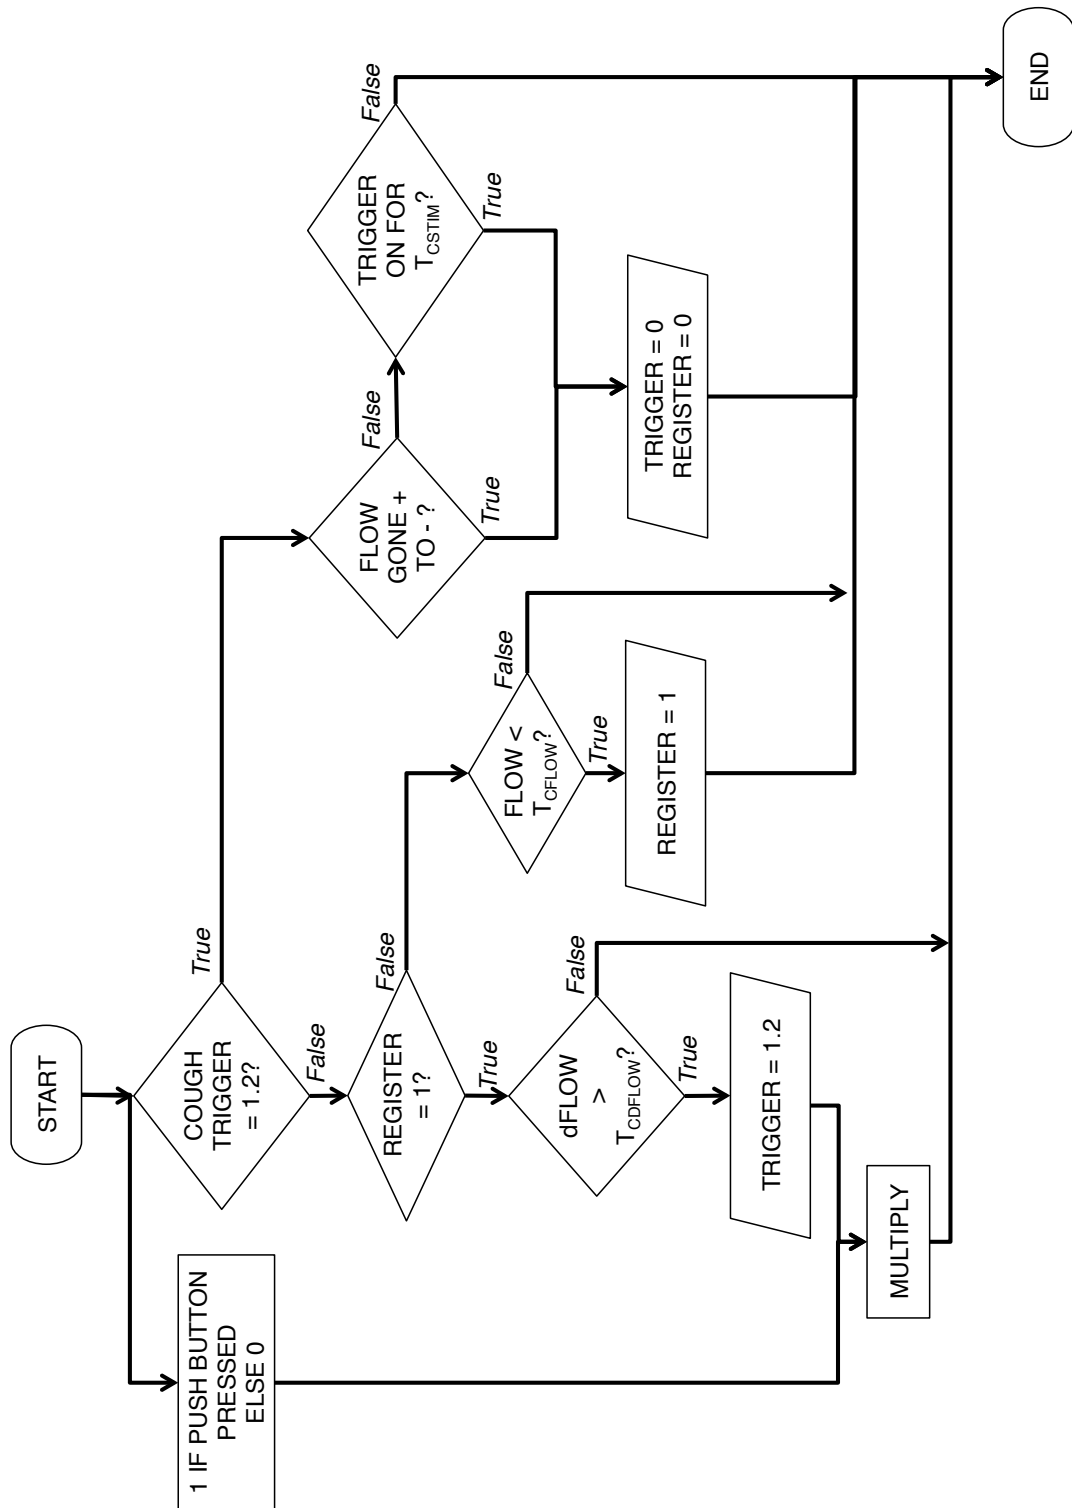 START
1 IF PUSH BUTTON
PRESSED
ELSE 0
COUGH
TRIGGER
= 1.2?
True
False
REGISTER
= 1?
False
True
dFLOW
>
TCDFLOW?
False
True
TRIGGER = 1.2
MULTIPLY
FLOW <
TCFLOW?
False
True
REGISTER = 1
FLOW
GONE +
TO - ?
False
True
TRIGGER
ON FOR
TCSTIM?
False
True
TRIGGER = 0
REGISTER = 0
END